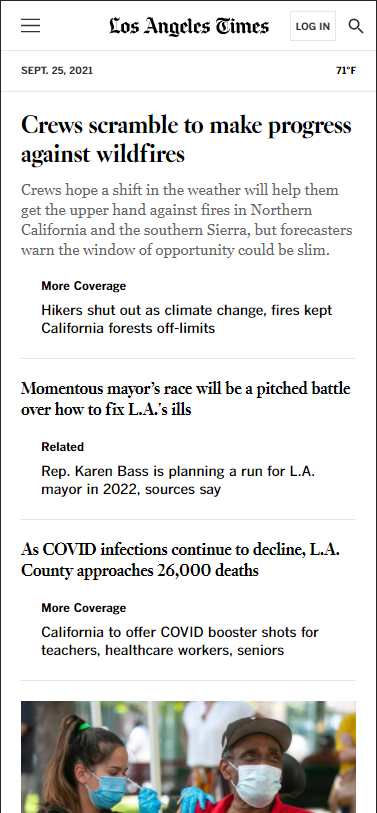 Los Angeles Times
LOG IN
SEPT. 25, 2021
71°F
Crews scramble to make progress
against wildfires
Crews hope a shift in the weather will help them
get the upper hand against fires in Northern
California and the southern Sierra, but forecasters
warn the window of opportunity could be slim.
More Coverage
Hikers shut out as climate change, fires kept
California forests off-limits
Momentous mayor’s race will be a pitched battle
over how to fix L.A.'s ills
Related
Rep. Karen Bass is planning a run for L.A.
mayor in 2022, sources say
As COVID infections continue to decline, L.A.
County approaches 26,000 deaths
More Coverage
California to offer COVID booster shots for
teachers, healthcare workers, seniors